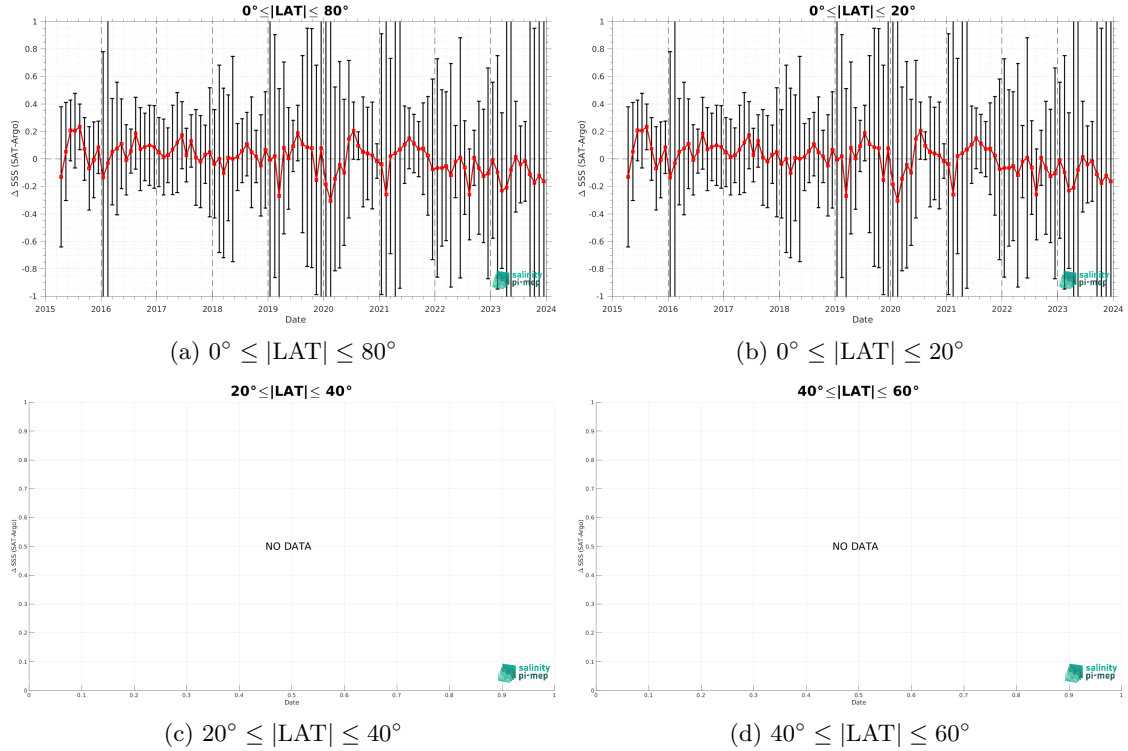 0°≤|LAT|≤ 80°
Δ SSS (SAT-Argo)
1
0.8
0.6
0.4
0.2
0
-0.2
-0.4
-0.6
-0.8
-1
2015 2016 2017 2018 2019 2020 2021 2022 2023 2024
Date
salinity
pi-mep
(a) 0° ≤ |LAT| ≤ 80°
0°≤|LAT|≤ 20°
Δ SSS (SAT-Argo)
1
0.8
0.6
0.4
0.2
0
-0.2
-0.4
-0.6
-0.8
-1
2015 2016 2017 2018 2019 2020 2021 2022 2023 2024
Date
salinity
pi-mep
(b) 0° ≤ |LAT| ≤ 20°
20°≤|LAT|≤ 40°
Δ SSS (SAT-Argo)
1
0.9
0.8
0.7
0.6
0.5
0.4
0.3
0.2
0.1
0
NO DATA
0 0.1 0.2 0.3 0.4 0.5 0.6 0.7 0.8 0.9 1
Date
salinity
pi-mep
(c) 20° ≤ |LAT| ≤ 40°
40°≤|LAT|≤ 60°
Δ SSS (SAT-Argo)
1
0.9
0.8
0.7
0.6
0.5
0.4
0.3
0.2
0.1
0
NO DATA
0 0.1 0.2 0.3 0.4 0.5 0.6 0.7 0.8 0.9 1
Date
salinity
pi-mep
(d) 40° ≤ |LAT| ≤ 60°